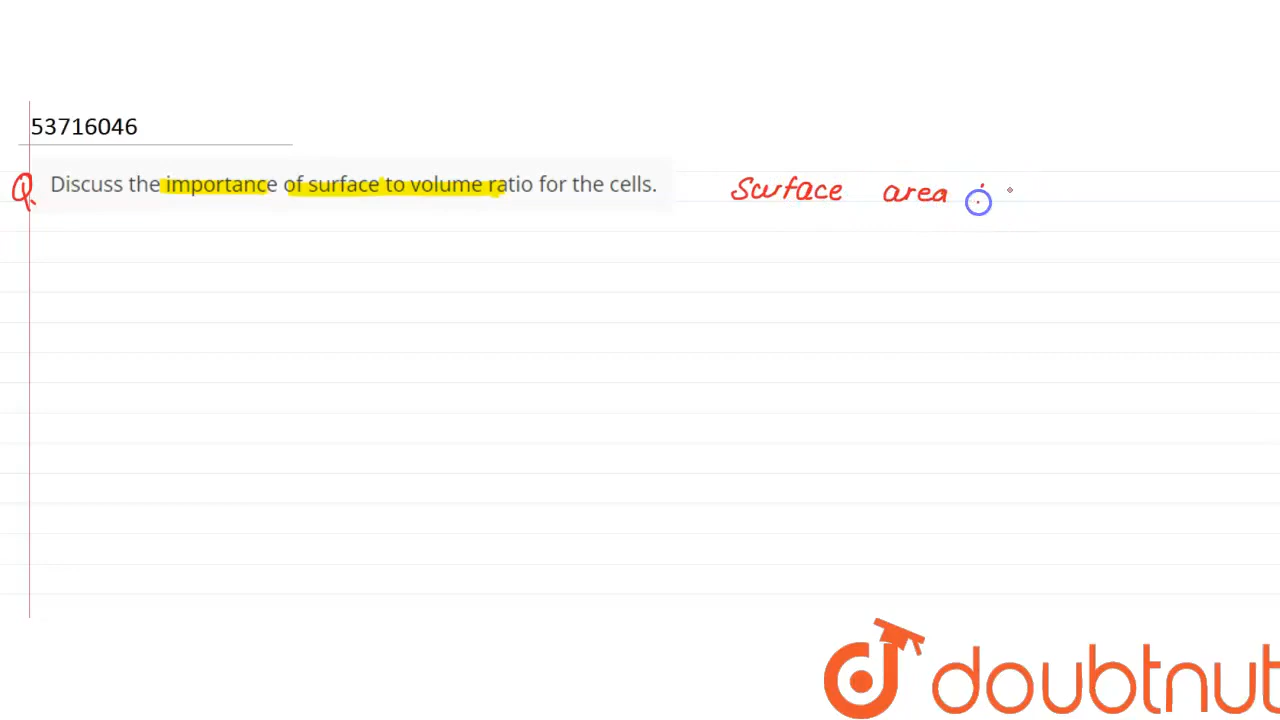 53716046
Q. Discuss the importance of surface to volume ratio for the cells. Surface area :
doubtnut